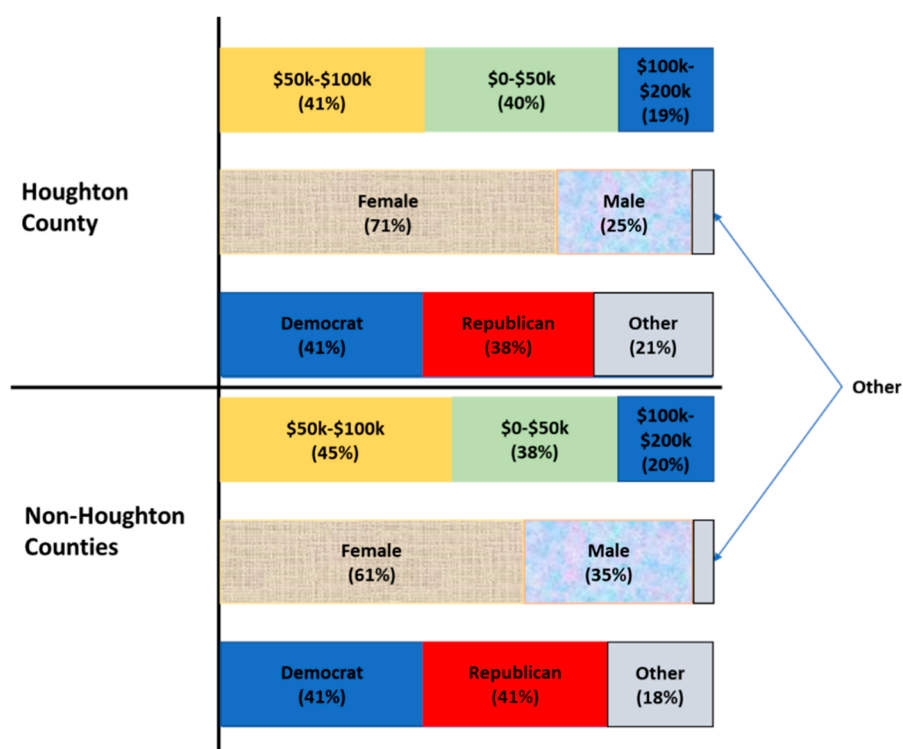 $50k-$100k
(41%)
$0-$50k
(40%)
$100k-
$200k
(19%)
Houghton
County
Female
(71%)
Male
(25%)
Democrat
(41%)
Republican
(38%)
Other
(21%)
Other
$50k-$100k
(45%)
$0-$50k
(38%)
$100k-
$200k
(20%)
Non-Houghton
Counties
Female
(61%)
Male
(35%)
Democrat
(41%)
Republican
(41%)
Other
(18%)